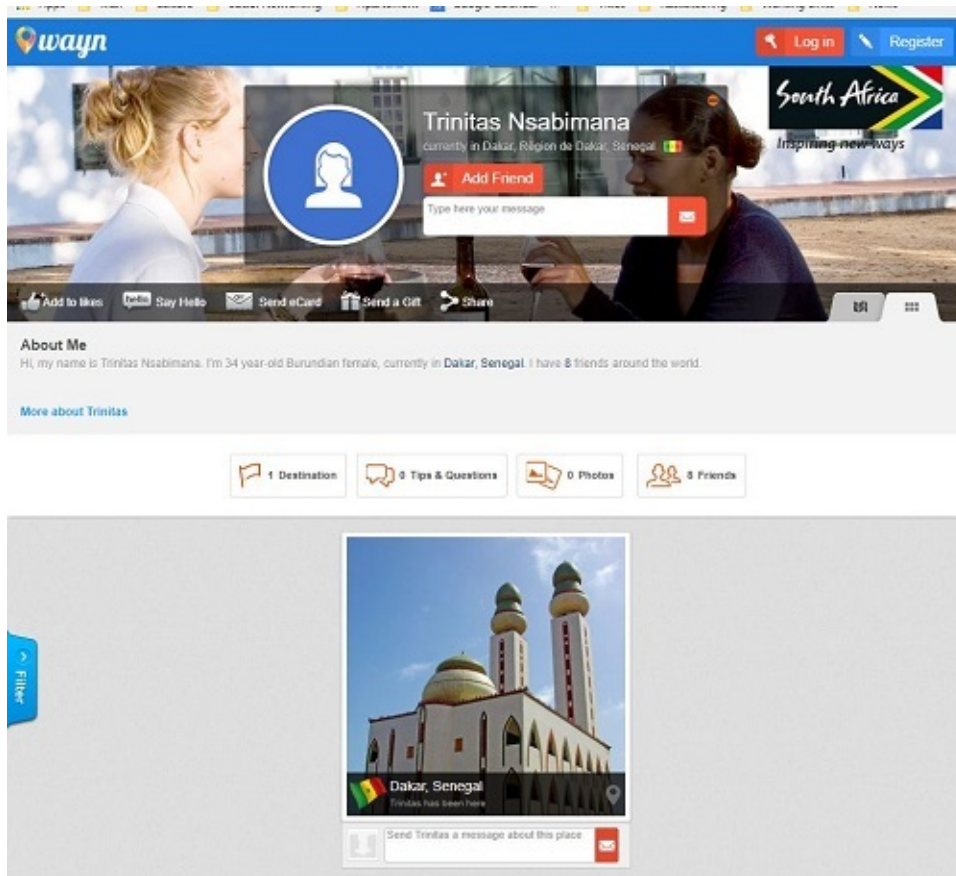 wayn
Log in
Register
South Africa
Inspiring new ways
Trinitas Nsabimana
currently in Dakar, Région de Dakar, Senegal
Add Friend
Type here your message
Add to likes
hello Say Hello
Send eCard
Send a Gift
Share
About Me
Hi, my name is Trinitas Nsabimana. I'm 34 year-old Burundian female, currently in Dakar, Senegal. I have 8 friends around the world.
More about Trinitas
1 Destination
0 Tips & Questions
0 Photos
8 Friends
Filter
Dakar, Senegal
Trinitas has been here
Send Trinitas a message about this place